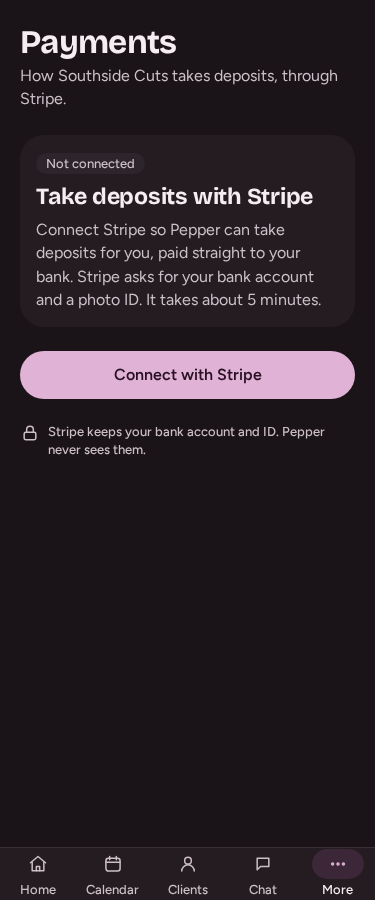 Payments
How Southside Cuts takes deposits, through
Stripe.
Not connected
Take deposits with Stripe
Connect Stripe so Pepper can take
deposits for you, paid straight to your
bank. Stripe asks for your bank account
and a photo ID. It takes about 5 minutes.
Connect with Stripe
Stripe keeps your bank account and ID. Pepper
never sees them.
Home
Calendar
Clients
Chat
More